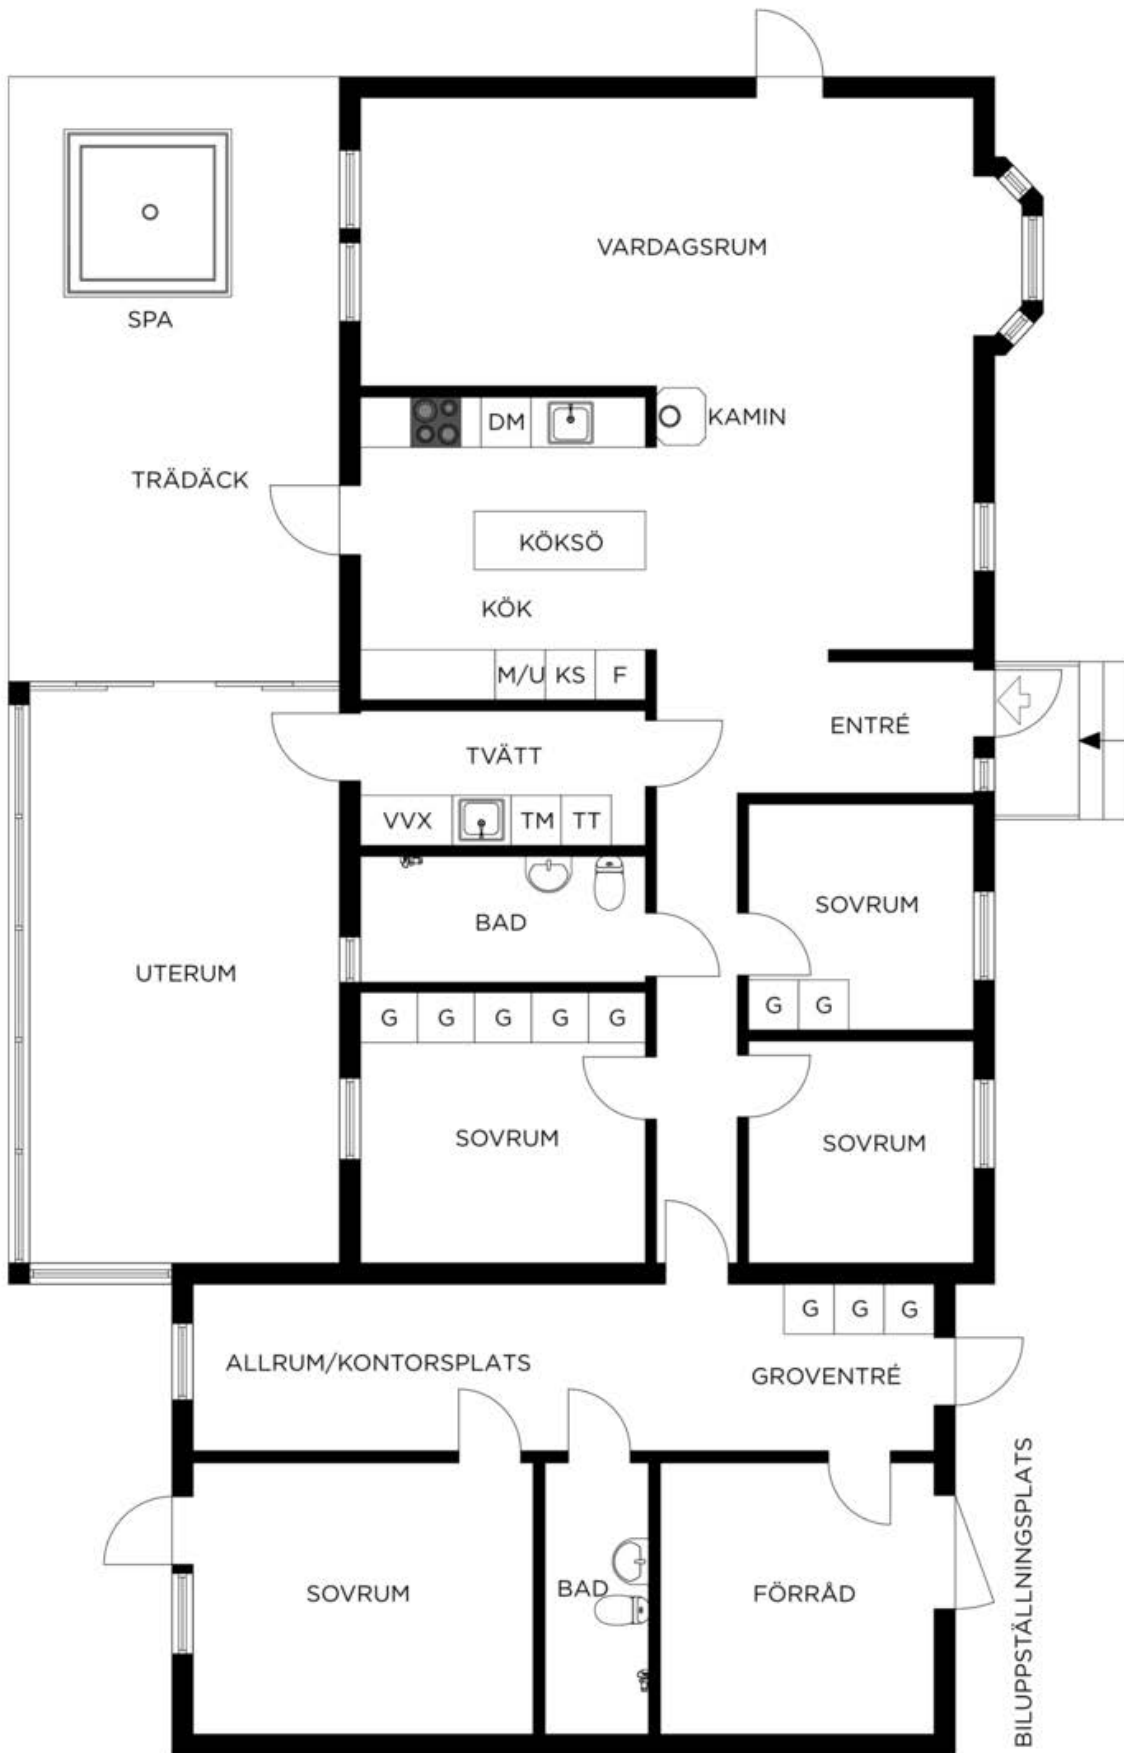 VARDAGSRUM
SPA
DM
KAMIN
TRÄDÄCK
KÖKSÖ
KÖK
M/U KS F
ENTRÉ
TVÄTT
VVX TM TT
SOVRUM
BAD
UTERUM
G G
G G G G G
SOVRUM
SOVRUM
G G G
ALLRUM/KONTORSPLATS
GROVENTRÉ
BILUPPSTÄLLNINGSPLATS
SOVRUM
BAD
FÖRRÅD